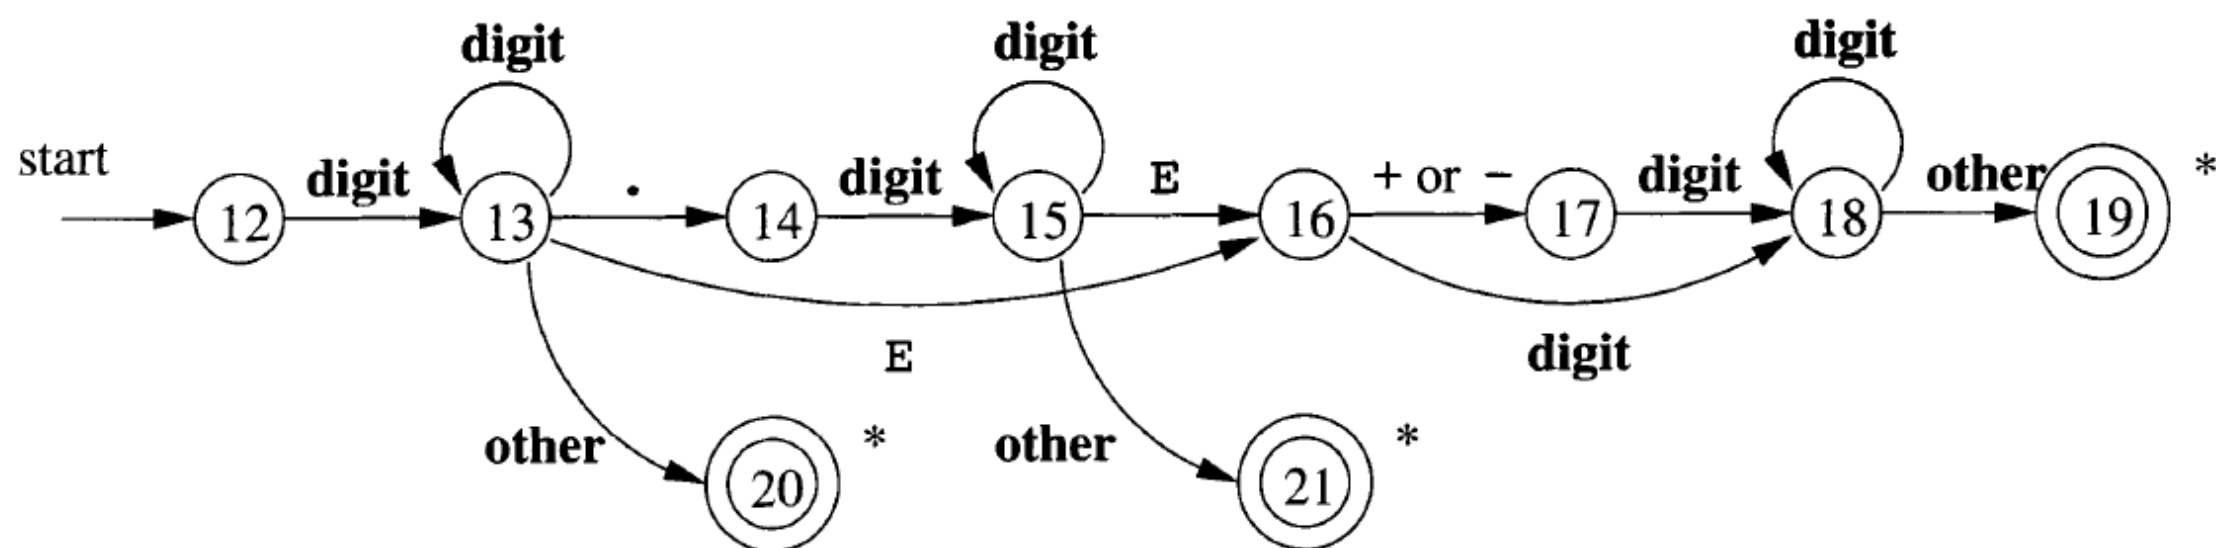 digit digit digit
start digit . digit E + or - digit other *
12 13 14 15 16 17 18 19
E digit
other * other *
20 21